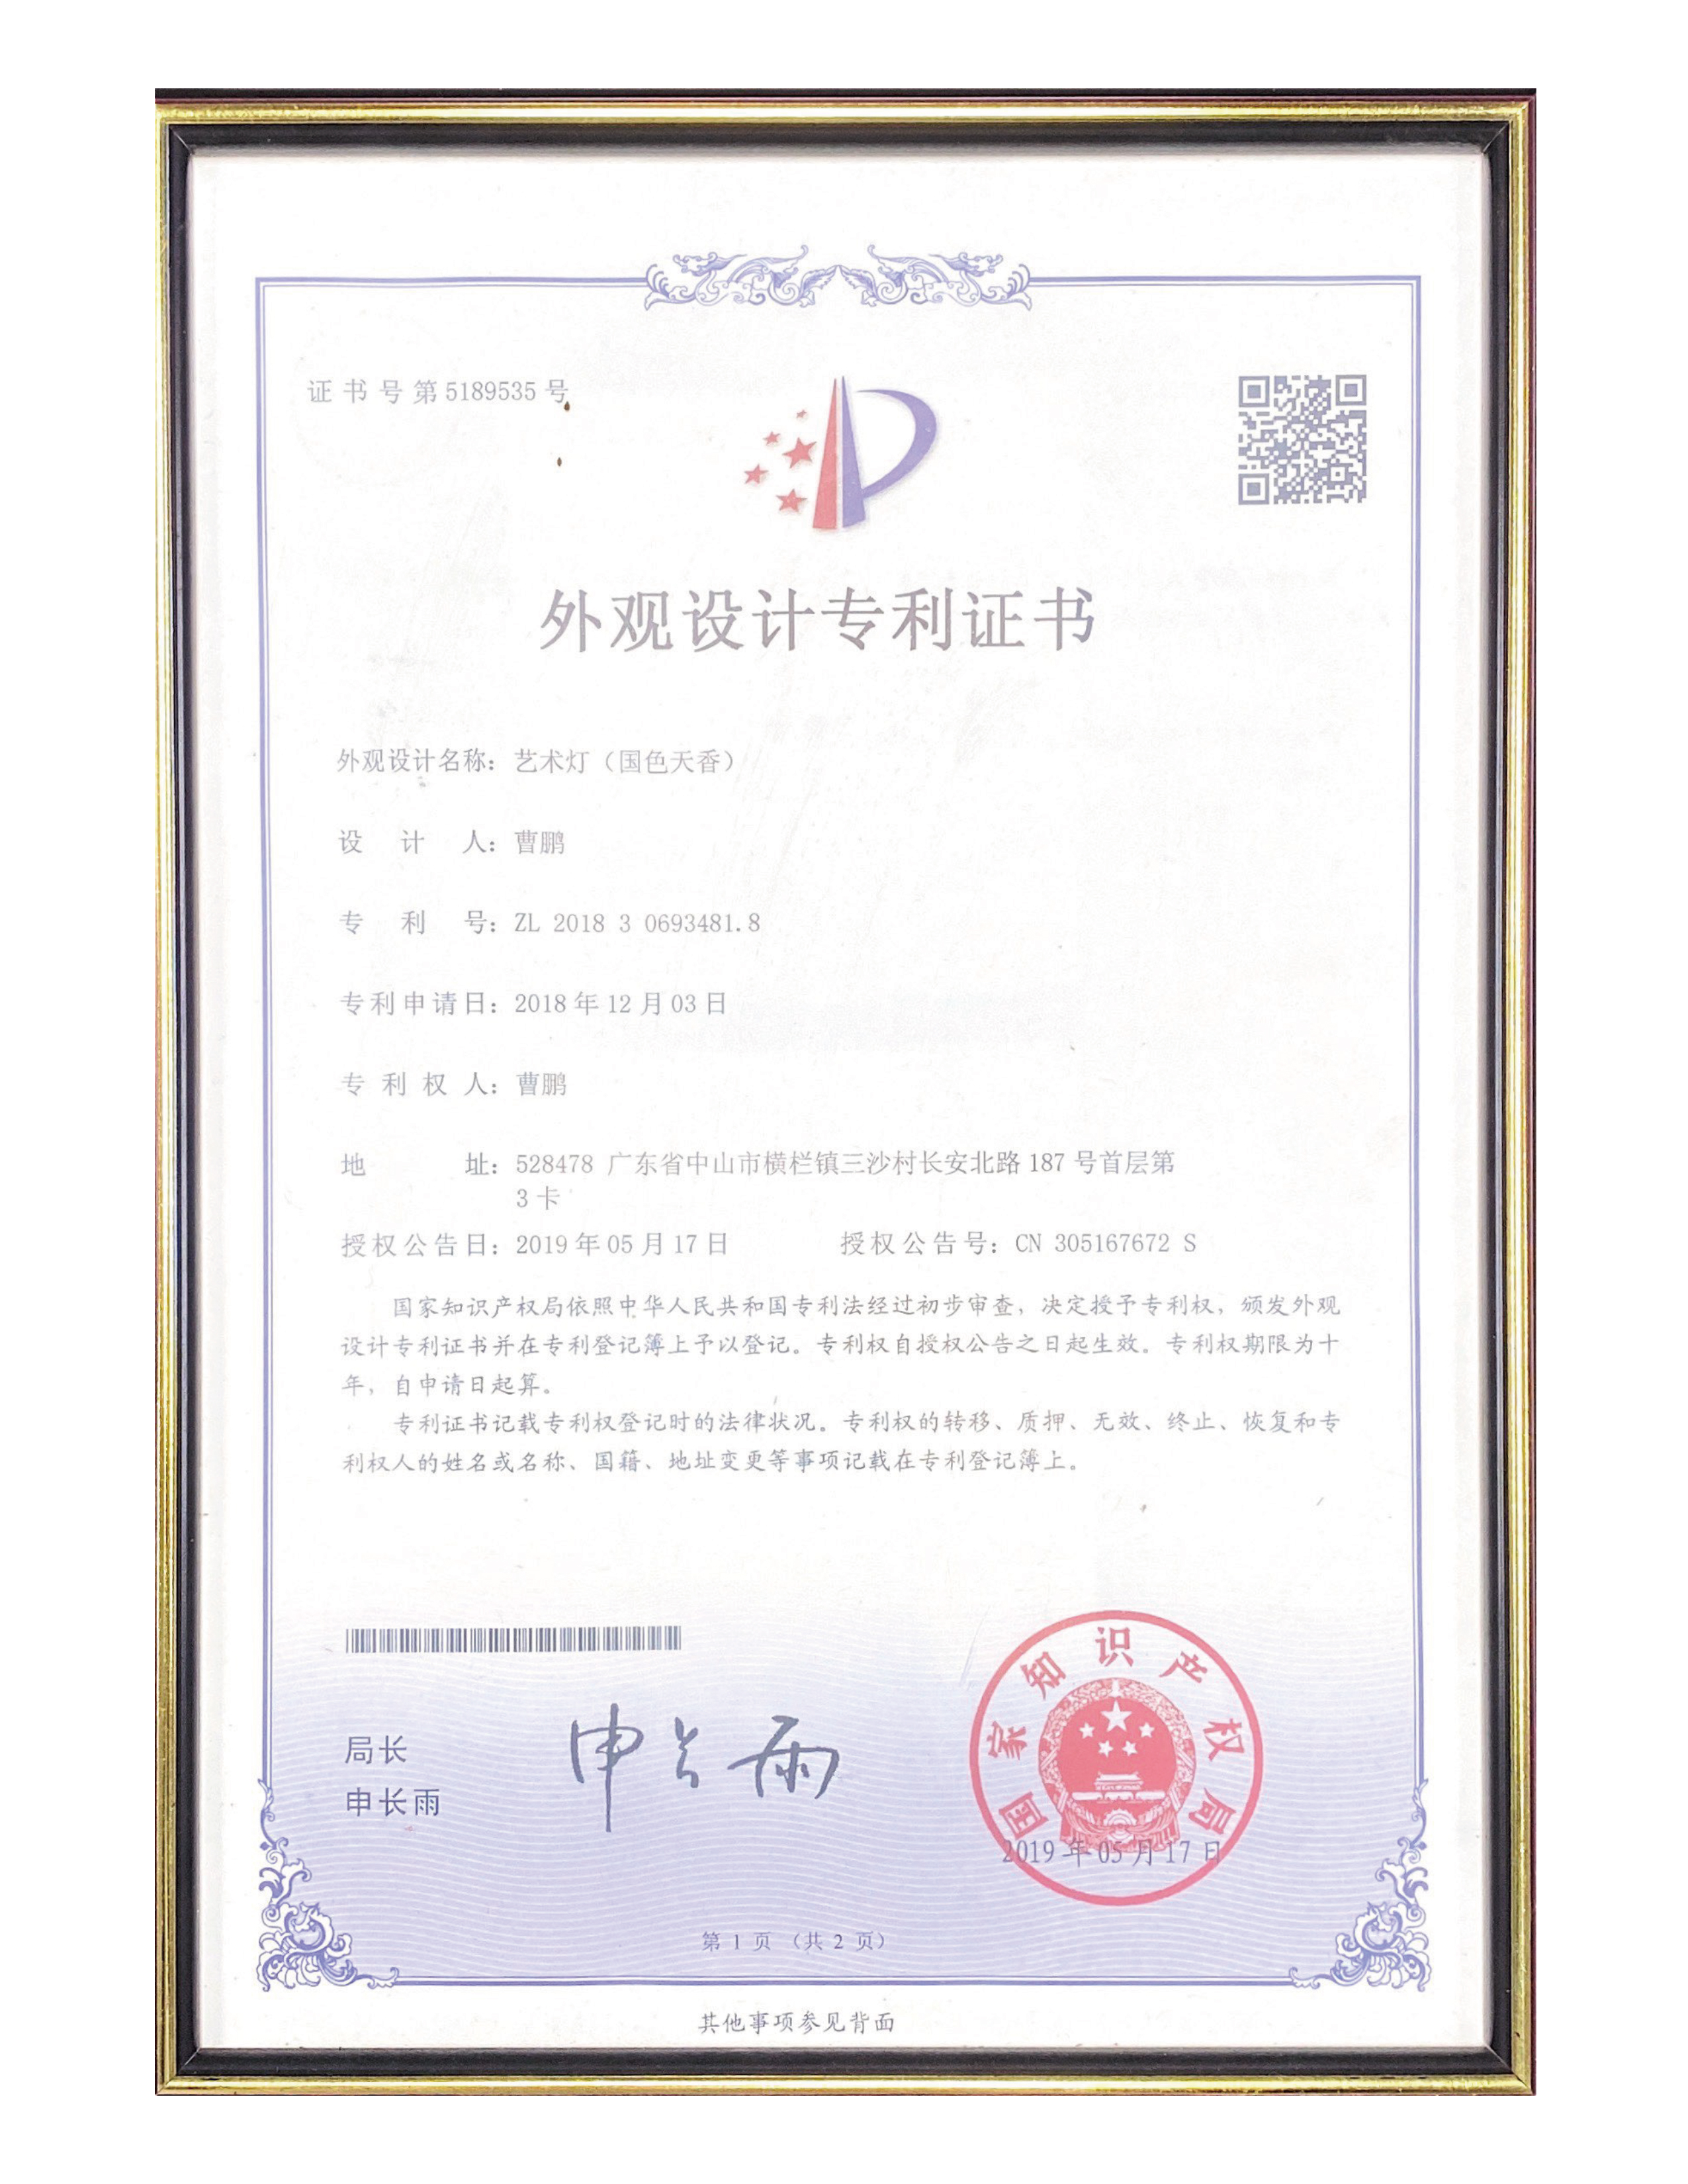 证书号第5189535号
外观设计专利证书
外观设计名称：艺术灯（国色天香）
设计人：曹鹏
专利号：ZL 2018 3 0693481.8
专利申请日：2018年12月03日
专利权人：曹鹏
地址：528478 广东省中山市横栏镇三沙村长安北路187号首层第
3卡
授权公告日：2019年05月17日 授权公告号：CN 305167672 S
国家知识产权局依照中华人民共和国专利法经过初步审查，决定授予专利权，颁发外观
设计专利证书并在专利登记簿上予以登记。专利权自授权公告之日起生效。专利权期限为十
年，自申请日起算。
专利证书记载专利权登记时的法律状况。专利权的转移、质押、无效、终止、恢复和专
利权人的姓名或名称、国籍、地址变更等事项记载在专利登记簿上。
局长
申长雨
申长雨
国家知识产权局
2019年05月17日
第 1 页 （共 2 页）
其他事项参见背面